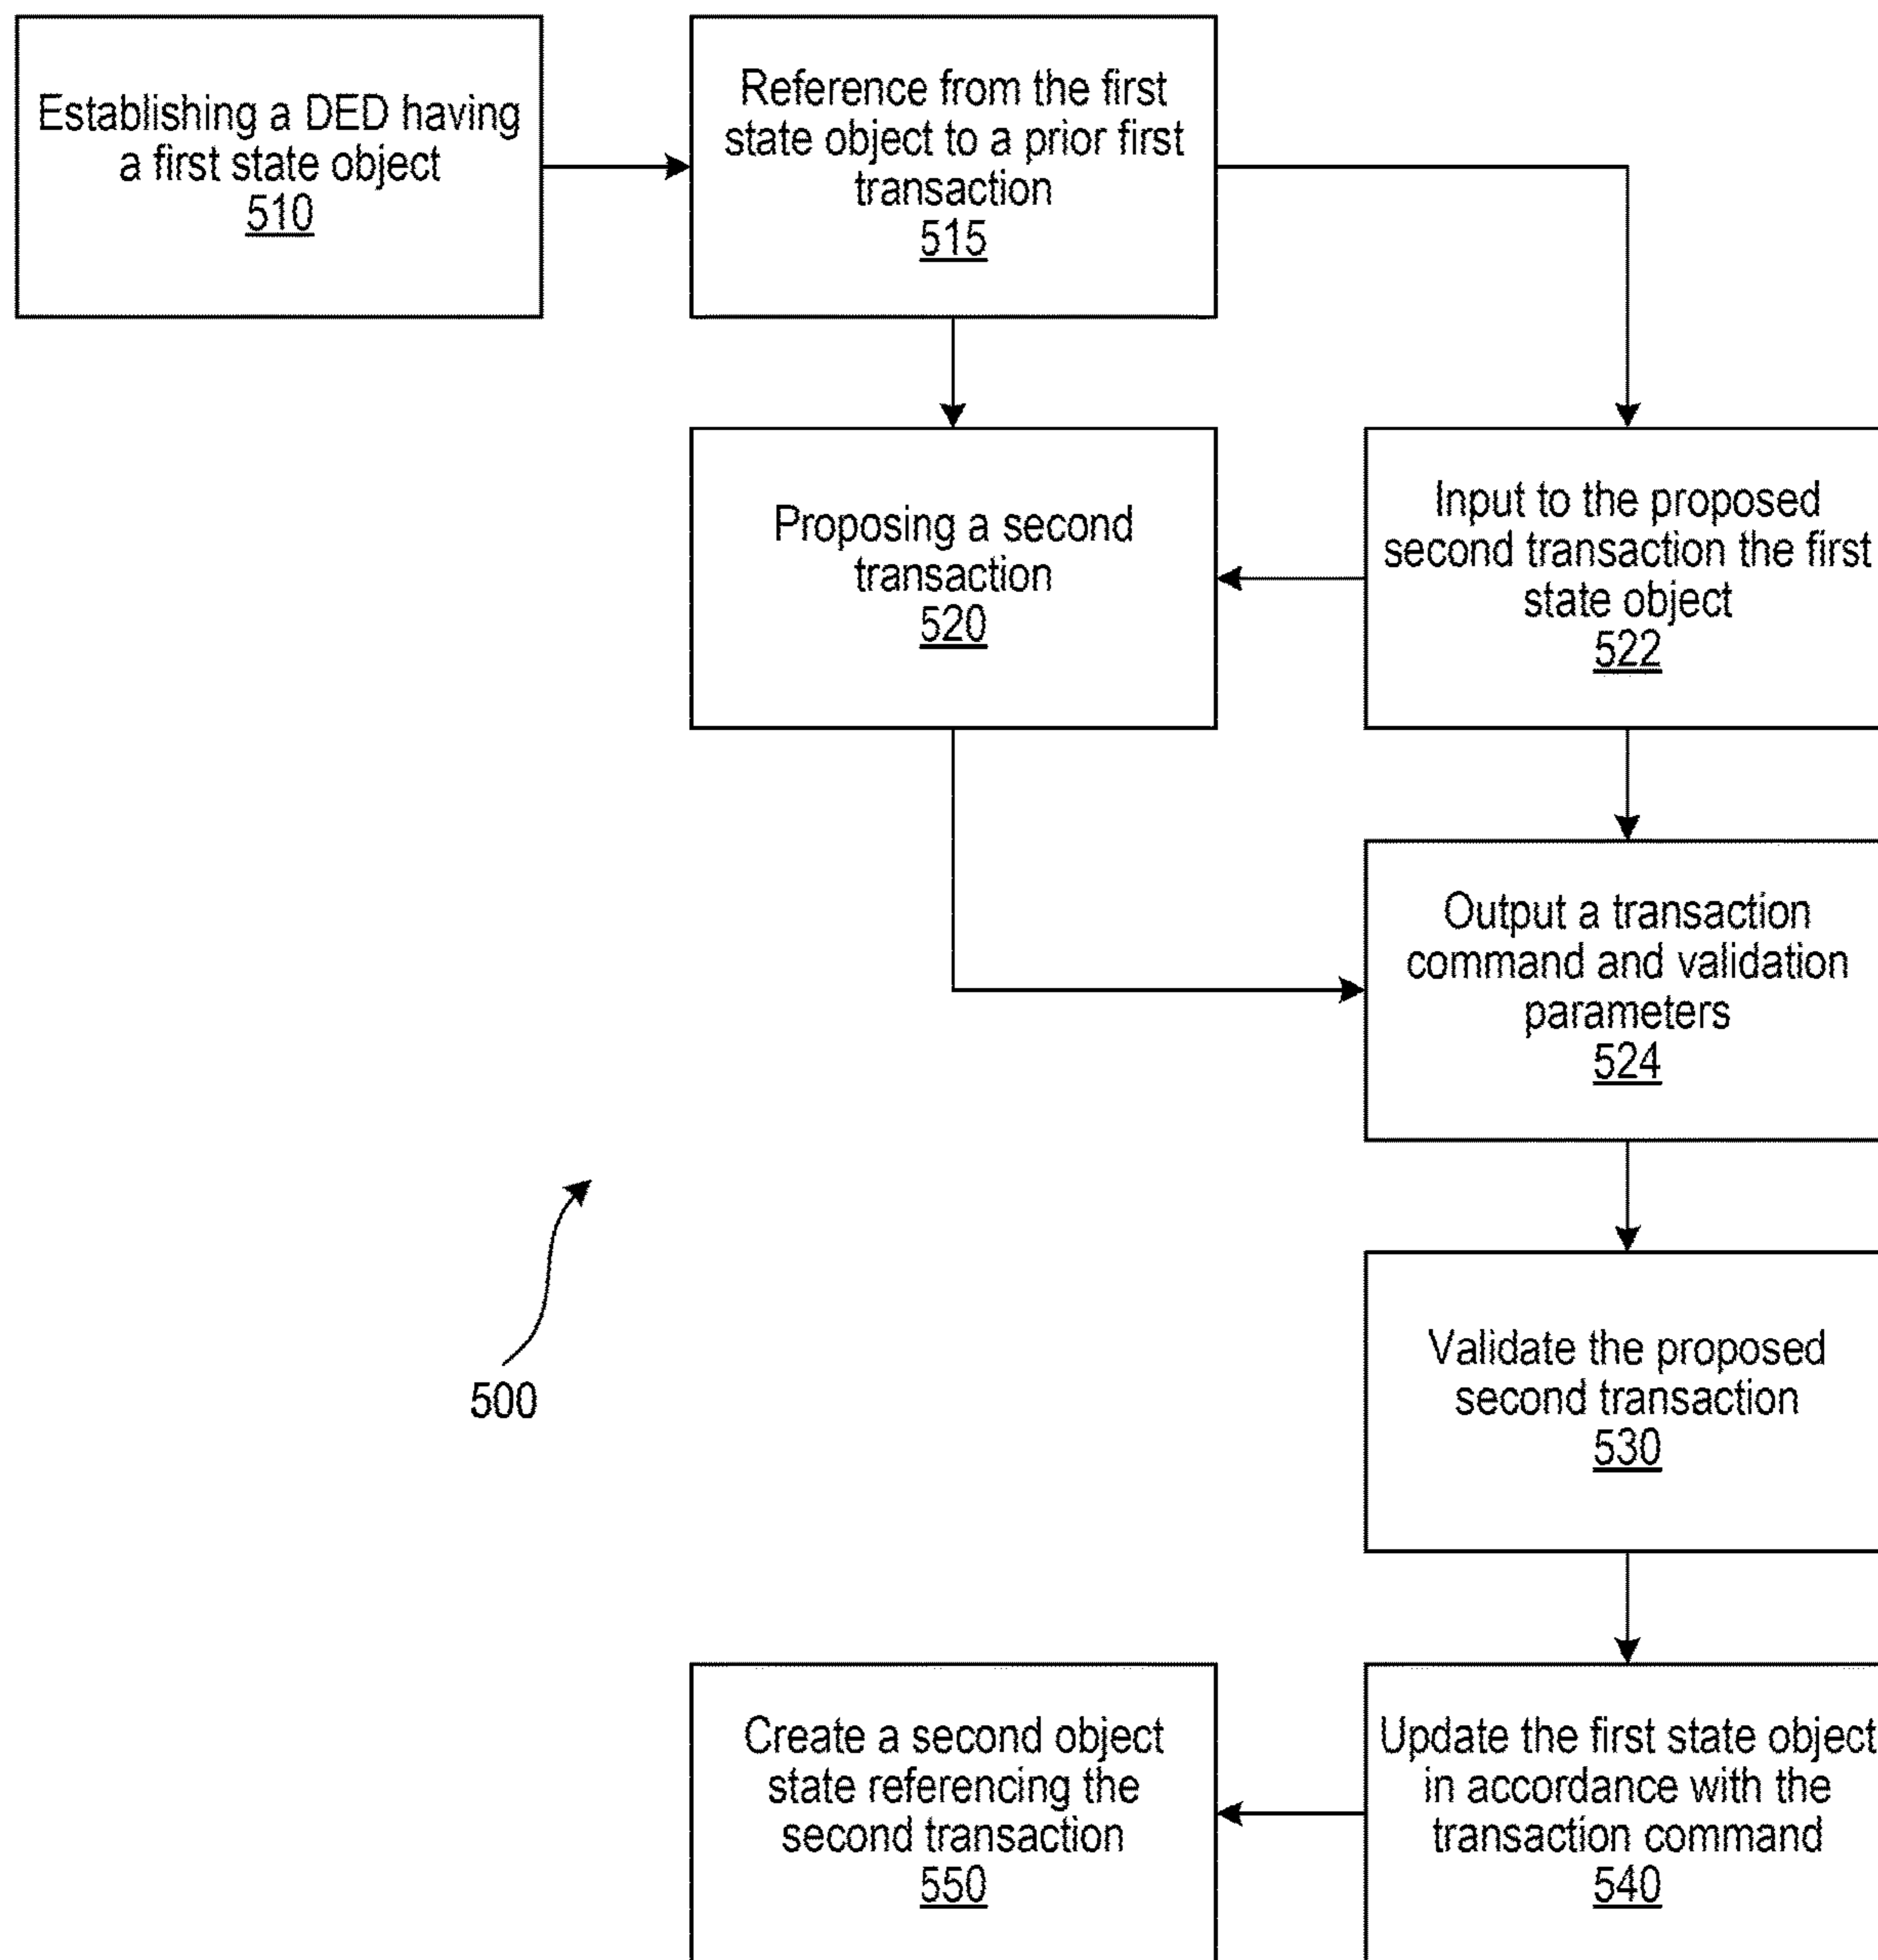 Establishing a DED having
a first state object
510
Reference from the first
state object to a prior first
transaction
515
Proposing a second
transaction
520
Input to the proposed
second transaction the first
state object
522
Output a transaction
command and validation
parameters
524
500
Validate the proposed
second transaction
530
Create a second object
state referencing the
second transaction
550
Update the first state object
in accordance with the
transaction command
540